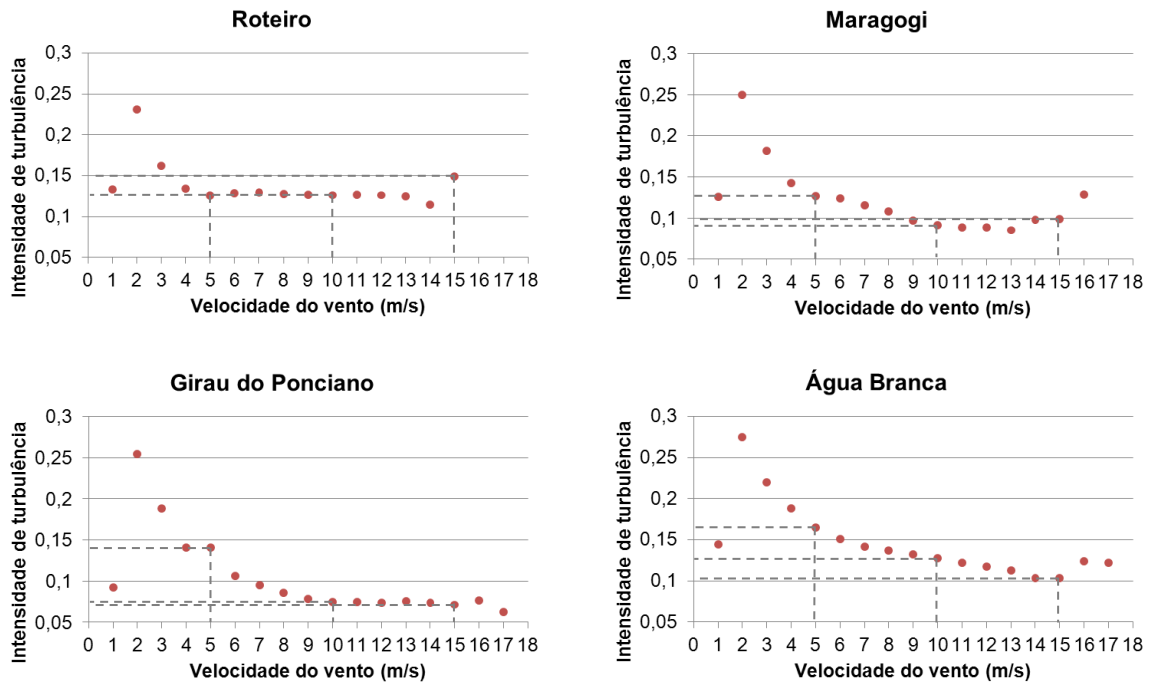 Roteiro
Intensidade de turbulência
0,3
0,25
0,2
0,15
0,1
0,05
0 1 2 3 4 5 6 7 8 9 10 11 12 13 14 15 16 17 18
Velocidade do vento (m/s)
Maragogi
Intensidade de turbulência
0,3
0,25
0,2
0,15
0,1
0,05
0 1 2 3 4 5 6 7 8 9 10 11 12 13 14 15 16 17 18
Velocidade do vento (m/s)
Girau do Ponciano
Intensidade de turbulência
0,3
0,25
0,2
0,15
0,1
0,05
0 1 2 3 4 5 6 7 8 9 10 11 12 13 14 15 16 17 18
Velocidade do vento (m/s)
Água Branca
Intensidade de turbulência
0,3
0,25
0,2
0,15
0,1
0,05
0 1 2 3 4 5 6 7 8 9 10 11 12 13 14 15 16 17 18
Velocidade do vento (m/s)